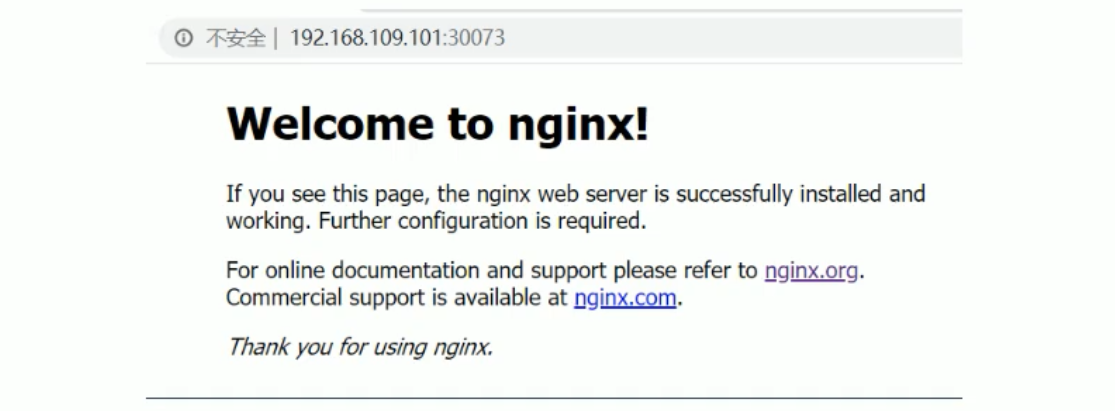 不安全 | 192.168.109.101:30073
Welcome to nginx!
If you see this page, the nginx web server is successfully installed and
working. Further configuration is required.
For online documentation and support please refer to nginx.org.
Commercial support is available at nginx.com.
Thank you for using nginx.